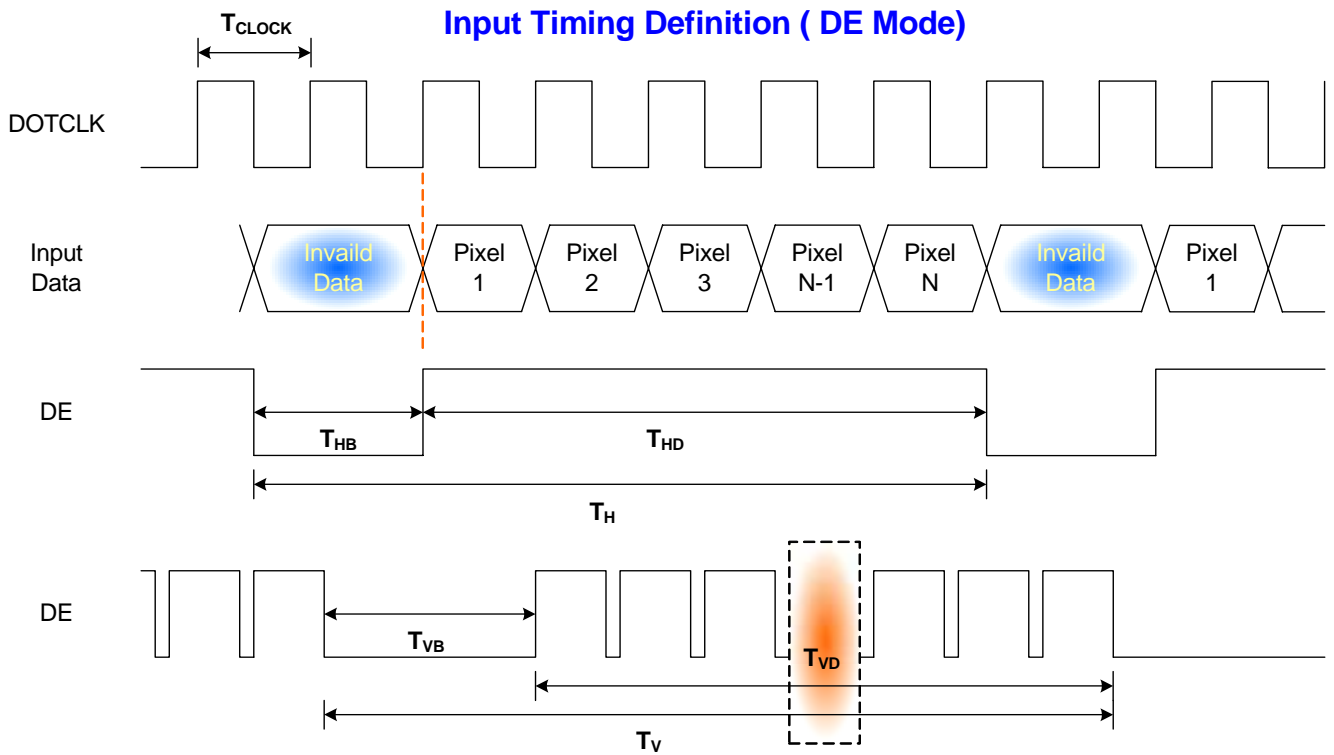 Input Timing Definition ( DE Mode)
TCLOCK
DOTCLK
Input
Data
Invaild
Data
Pixel
1
Pixel
2
Pixel
3
Pixel
N-1
Pixel
N
Invaild
Data
Pixel
1
DE
THB
THD
TH
DE
TVB
TVD
TV